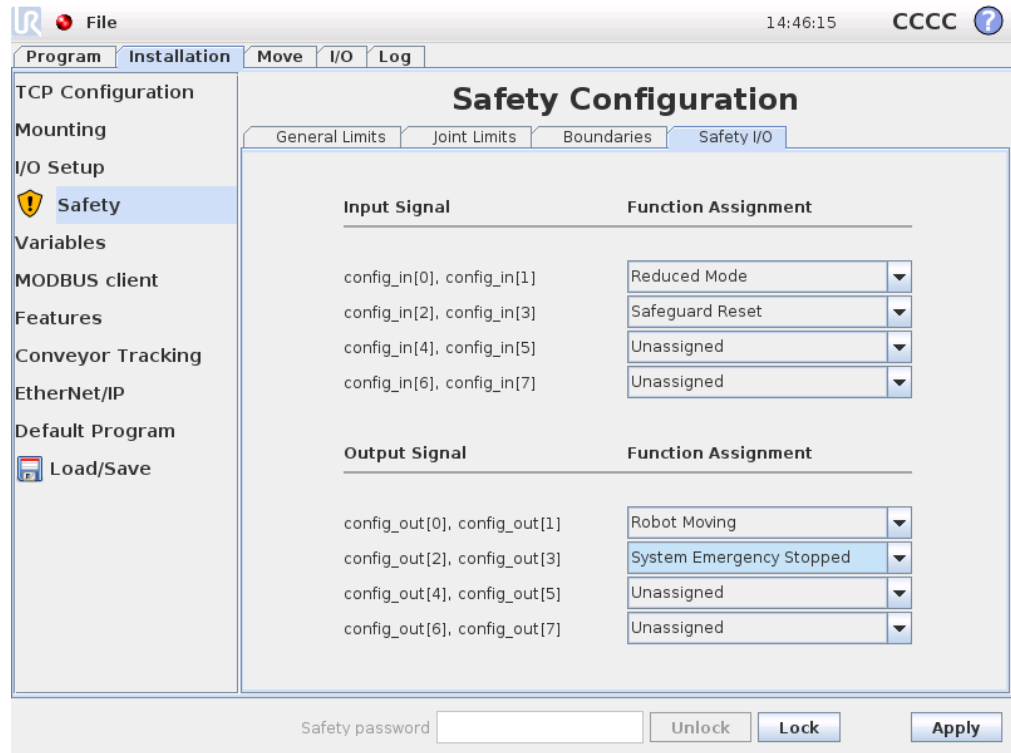 UR File 14:46:15 CCCC ?
Program Installation Move I/O Log
TCP Configuration
Mounting
I/O Setup
Safety
Variables
MODBUS client
Features
Conveyor Tracking
EtherNet/IP
Default Program
Load/Save
Safety Configuration
General Limits Joint Limits Boundaries Safety I/O
Input Signal Function Assignment
config_in[0], config_in[1] Reduced Mode
config_in[2], config_in[3] Safeguard Reset
config_in[4], config_in[5] Unassigned
config_in[6], config_in[7] Unassigned
Output Signal Function Assignment
config_out[0], config_out[1] Robot Moving
config_out[2], config_out[3] System Emergency Stopped
config_out[4], config_out[5] Unassigned
config_out[6], config_out[7] Unassigned
Safety password Unlock Lock Apply